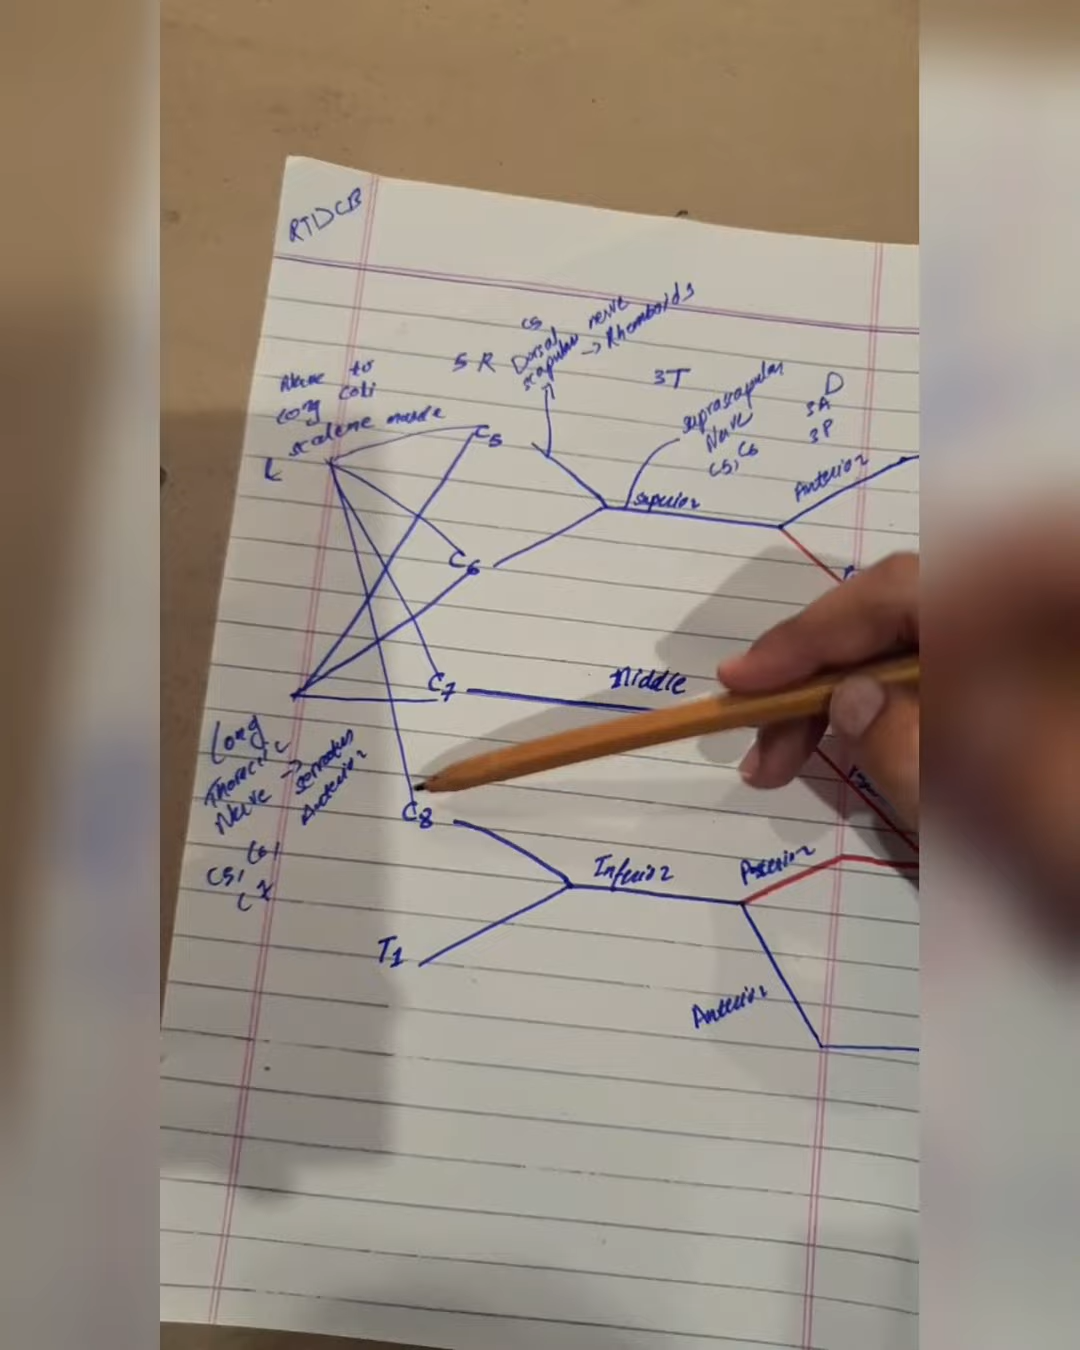 RTDCB
C5
5 R Dorsal
scapular nerve
→ Rhomboids
Nerve to
long coli
scalene muscle
3T
suprascapular
Nerve
C5, C6
D
3A
3P
C5
superior
Anterior
C6
C7
Middle
Long
Thoracic
Nerve → serratus
Anterior
C6,
C5,
C8
Inferior
Posterior
T1
Anterior